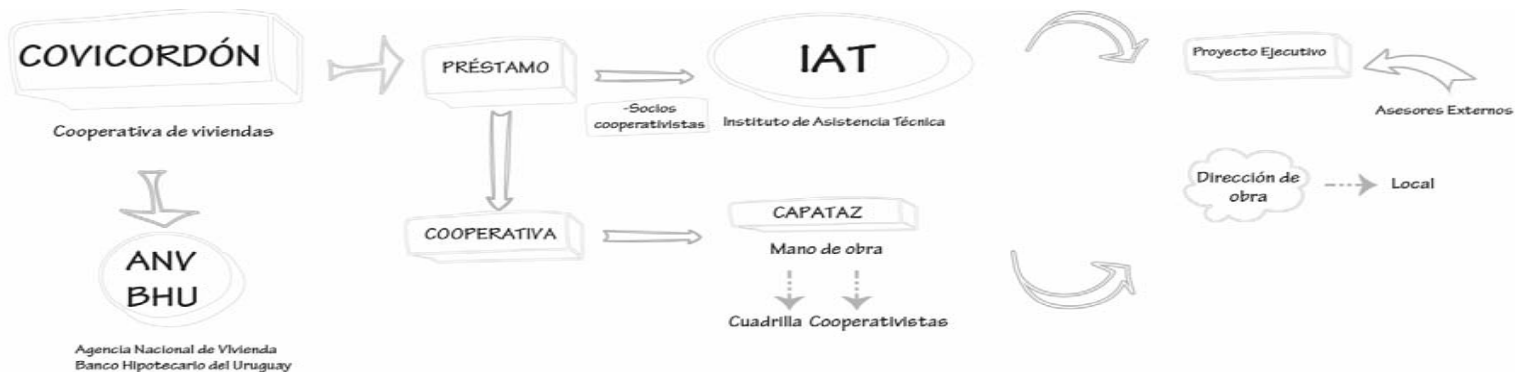 COVICORDÓN
Cooperativa de viviendas
ANV
BHU
Agencia Nacional de Vivienda
Banco Hipotecario del Uruguay
PRÉSTAMO
-Socios
cooperativistas
COOPERATIVA
IAT
Instituto de Asistencia Técnica
CAPATAZ
Mano de obra
Cuadrilla Cooperativistas
Proyecto Ejecutivo
Asesores Externos
Dirección de
obra
Local